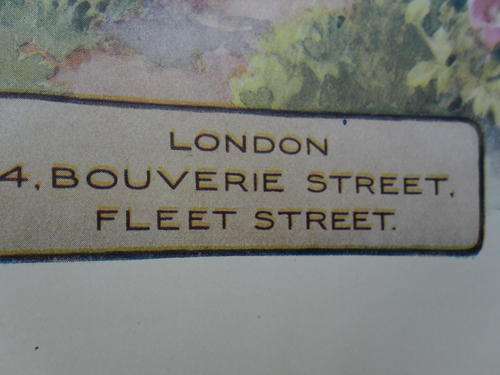 LONDON
4, BOUVERIE STREET,
FLEET STREET.